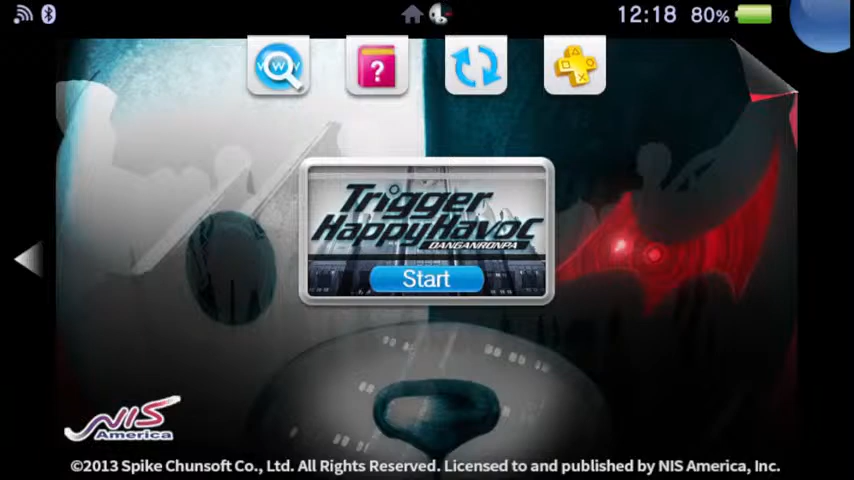 12:18 80%
www
?
Trigger
Happy Havoc
DANGANRONPA
Start
NIS
America
©2013 Spike Chunsoft Co., Ltd. All Rights Reserved. Licensed to and published by NIS America, Inc.